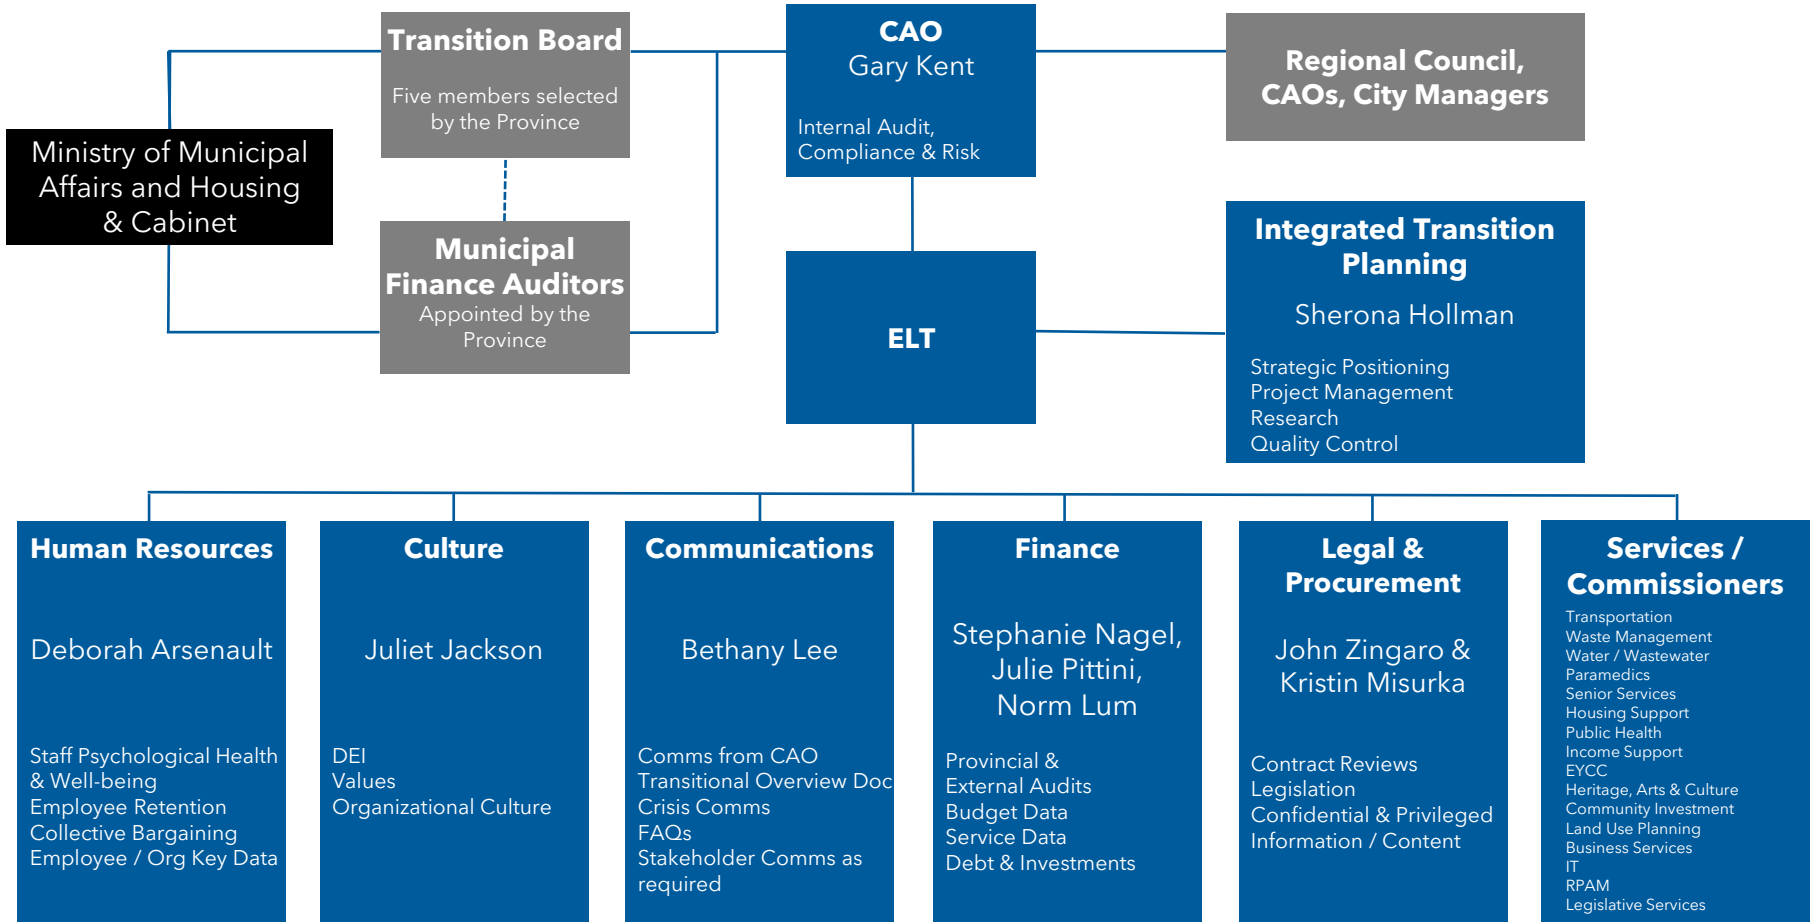 Transition Board
Five members selected
by the Province
CAO
Gary Kent
Internal Audit,
Compliance & Risk
Regional Council,
CAOs, City Managers
Ministry of Municipal
Affairs and Housing
& Cabinet
Municipal
Finance Auditors
Appointed by the
Province
ELT
Integrated Transition
Planning
Sherona Hollman
Strategic Positioning
Project Management
Research
Quality Control
Human Resources
Deborah Arsenault
Staff Psychological Health
& Well-being
Employee Retention
Collective Bargaining
Employee / Org Key Data
Culture
Juliet Jackson
DEI
Values
Organizational Culture
Communications
Bethany Lee
Comms from CAO
Transitional Overview Doc
Crisis Comms
FAQs
Stakeholder Comms as
required
Finance
Stephanie Nagel,
Julie Pittini,
Norm Lum
Provincial &
External Audits
Budget Data
Service Data
Debt & Investments
Legal &
Procurement
John Zingaro &
Kristin Misurka
Contract Reviews
Legislation
Confidential & Privileged
Information / Content
Services /
Commissioners
Transportation
Waste Management
Water / Wastewater
Paramedics
Senior Services
Housing Support
Public Health
Income Support
EYCC
Heritage, Arts & Culture
Community Investment
Land Use Planning
Business Services
IT
RPAM
Legislative Services